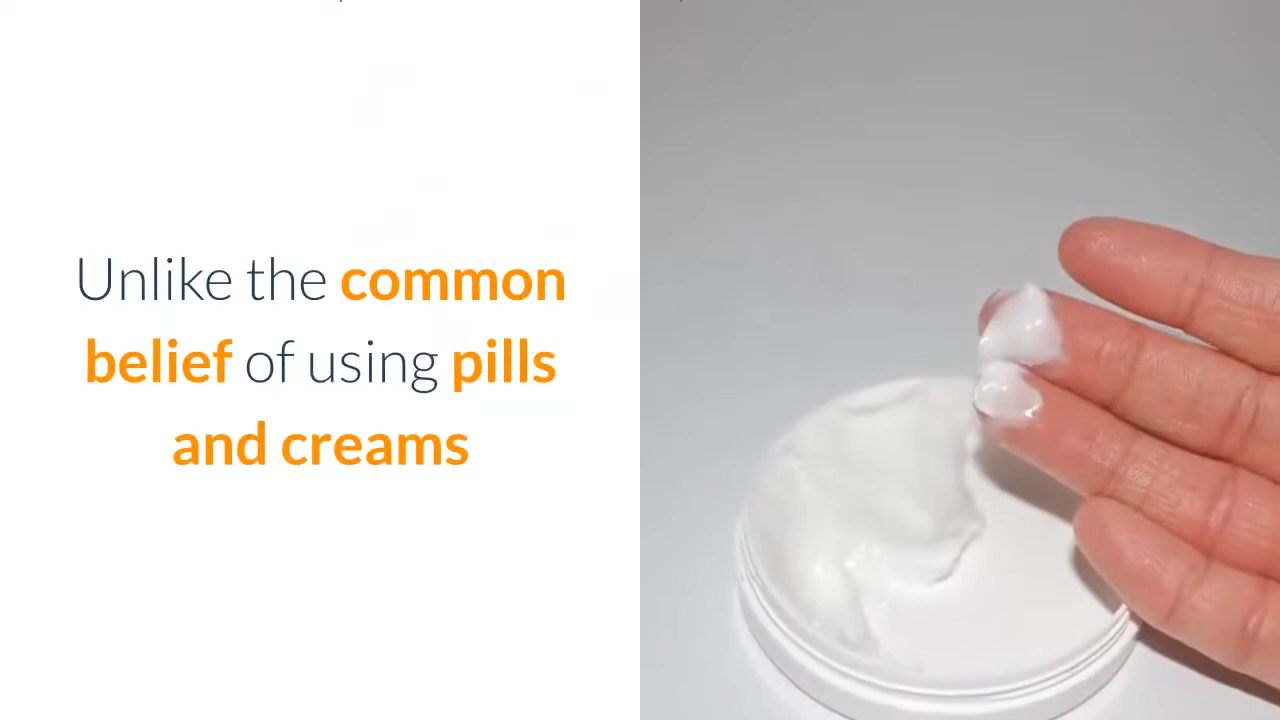 Unlike the common
belief of using pills
and creams